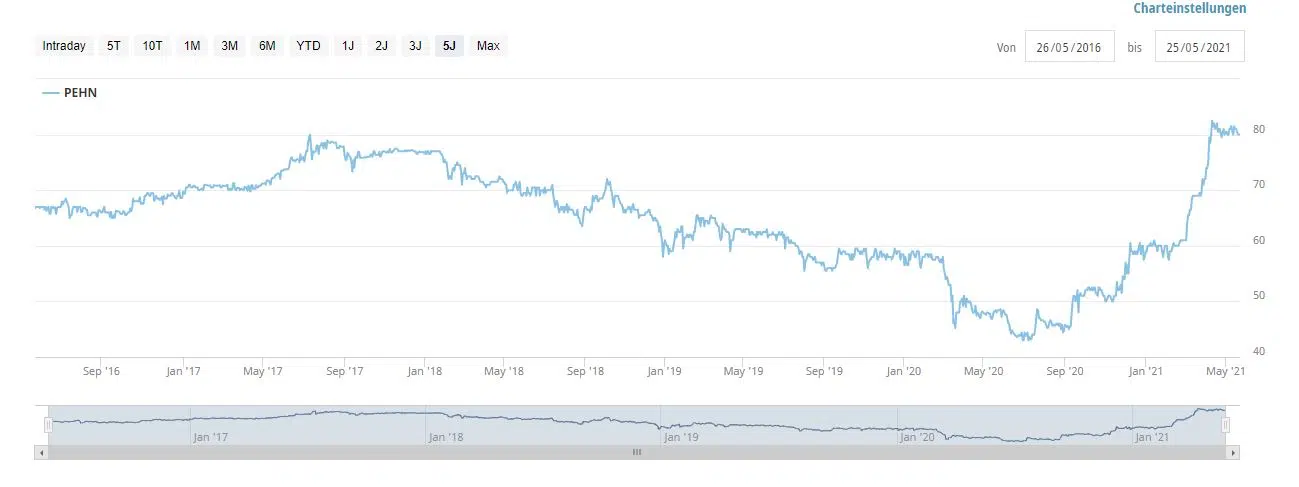 Charteinstellungen
Intraday 5T 10T 1M 3M 6M YTD 1J 2J 3J 5J Max Von 26/05/2016 bis 25/05/2021
PEHN
80
70
60
50
40
Sep '16 Jan '17 May '17 Sep '17 Jan '18 May '18 Sep '18 Jan '19 May '19 Sep '19 Jan '20 May '20 Sep '20 Jan '21 May '21
Jan '17 Jan '18 Jan '19 Jan '20 Jan '21